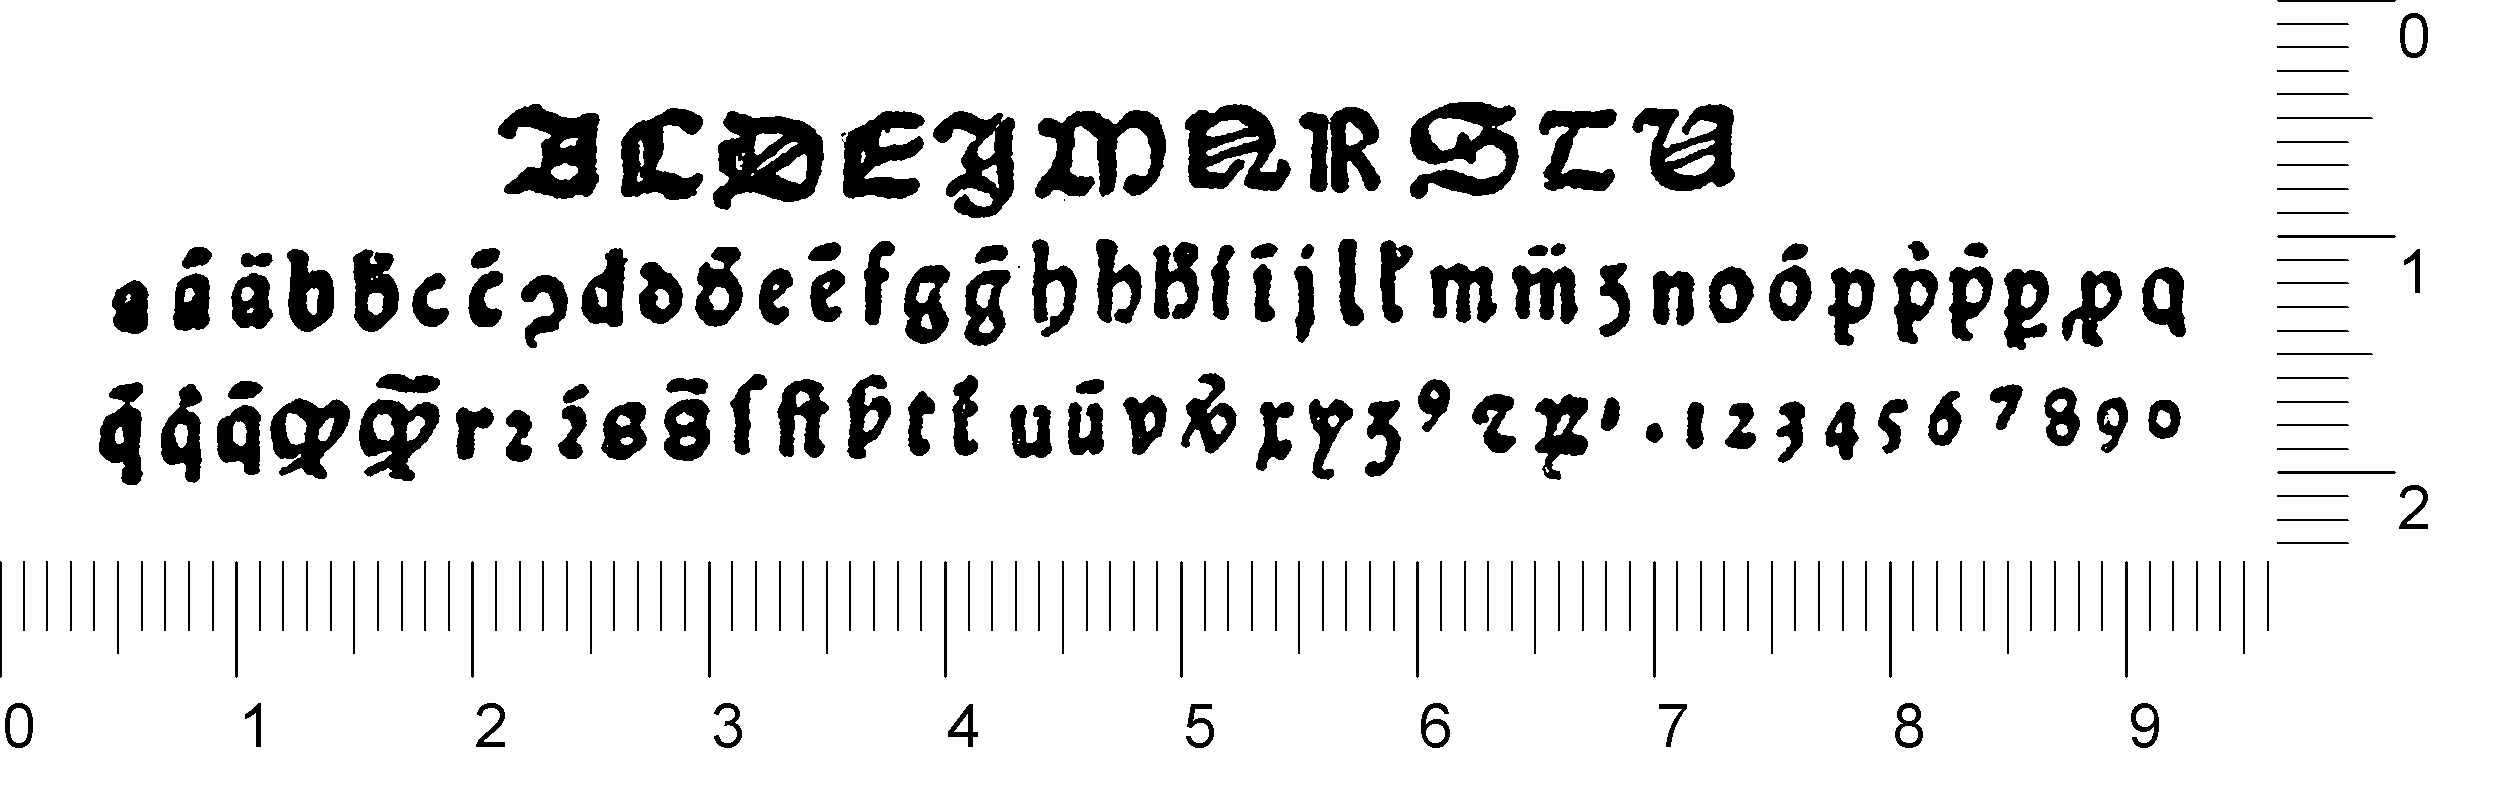 A C D E J M Q R S T U
a á ā b b̄ c ć ꝯ d ꝺ ꝺ̄ e ē f g ḡ h h h̄ i ī j l l̄ m m̄ ꝫ n o ó p ṗ p̄ ꝑ ꝓ q
q́ q̇ q̄ ꝙ ꝙ̄ r ꝛ ꝛ́ s s̄ ſ ſt ß t t́ u ū v v̄ x y z ꝰ ⁊ . 1 2 3 4 5 6 7 8 9 0
0
1
2
0 1 2 3 4 5 6 7 8 9